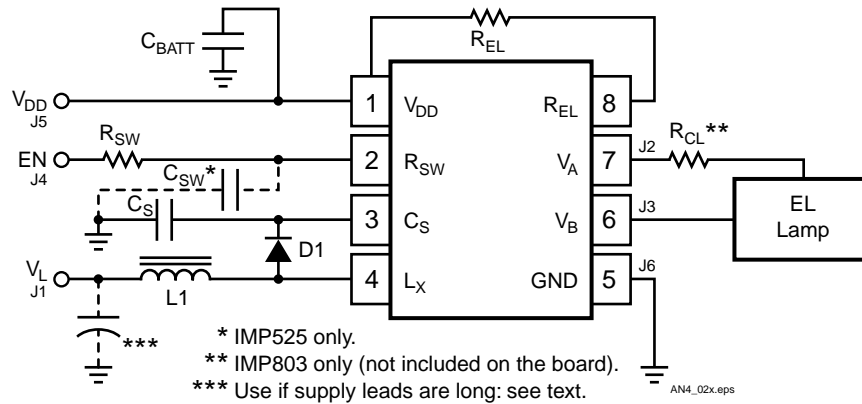 C_BATT
R_EL
V_DD
J5
1 V_DD
R_EL 8
R_SW
EN
J4
C_SW*
2 R_SW
V_A 7
J2
R_CL**
C_S
3 C_S
V_B 6
J3
EL
Lamp
D1
V_L
J1
L1
4 L_X
GND 5
J6
***
* IMP525 only.
** IMP803 only (not included on the board).
*** Use if supply leads are long: see text.
AN4_02x.eps